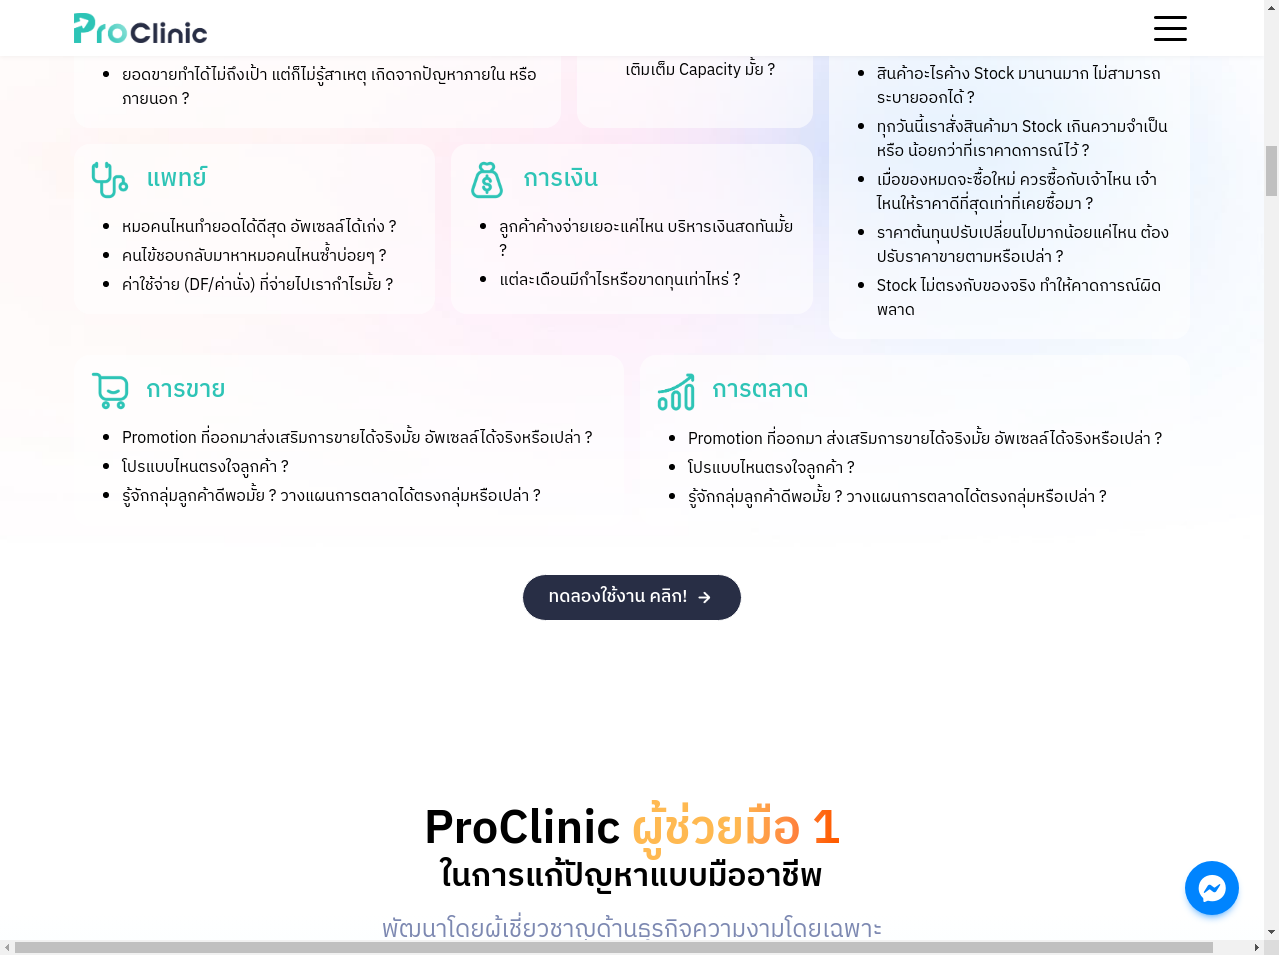 ProClinic
ยอดขายทำได้ไม่ถึงเป้า แต่ก็ไม่รู้สาเหตุ เกิดจากปัญหาภายใน หรือ
ภายนอก ?
เติมเต็ม Capacity มั้ย ?
สินค้าอะไรค้าง Stock มานานมาก ไม่สามารถ
ระบายออกได้ ?
ทุกวันนี้เราสั่งสินค้ามา Stock เกินความจำเป็น
หรือ น้อยกว่าที่เราคาดการณ์ไว้ ?
เมื่อของหมดจะซื้อใหม่ ควรซื้อกับเจ้าไหน เจ้า
ไหนให้ราคาดีที่สุดเท่าที่เคยซื้อมา ?
ราคาต้นทุนปรับเปลี่ยนไปมากน้อยแค่ไหน ต้อง
ปรับราคาขายตามหรือเปล่า ?
Stock ไม่ตรงกับของจริง ทำให้คาดการณ์ผิด
พลาด
แพทย์
หมอคนไหนทำยอดได้ดีสุด อัพเซลล์ได้เก่ง ?
คนไข้ชอบกลับมาหาหมอคนไหนซ้ำบ่อยๆ ?
ค่าใช้จ่าย (DF/ค่านั่ง) ที่จ่ายไปเรากำไรมั้ย ?
การเงิน
ลูกค้าค้างจ่ายเยอะแค่ไหน บริหารเงินสดทันมั้ย
?
แต่ละเดือนมีกำไรหรือขาดทุนเท่าไหร่ ?
การขาย
Promotion ที่ออกมาส่งเสริมการขายได้จริงมั้ย อัพเซลล์ได้จริงหรือเปล่า ?
โปรแบบไหนตรงใจลูกค้า ?
รู้จักกลุ่มลูกค้าดีพอมั้ย ? วางแผนการตลาดได้ตรงกลุ่มหรือเปล่า ?
การตลาด
Promotion ที่ออกมา ส่งเสริมการขายได้จริงมั้ย อัพเซลล์ได้จริงหรือเปล่า ?
โปรแบบไหนตรงใจลูกค้า ?
รู้จักกลุ่มลูกค้าดีพอมั้ย ? วางแผนการตลาดได้ตรงกลุ่มหรือเปล่า ?
ทดลองใช้งาน คลิก!
ProClinic ผู้ช่วยมือ 1
ในการแก้ปัญหาแบบมืออาชีพ
พัฒนาโดยผู้เชี่ยวชาญด้านธุรกิจความงามโดยเฉพาะ